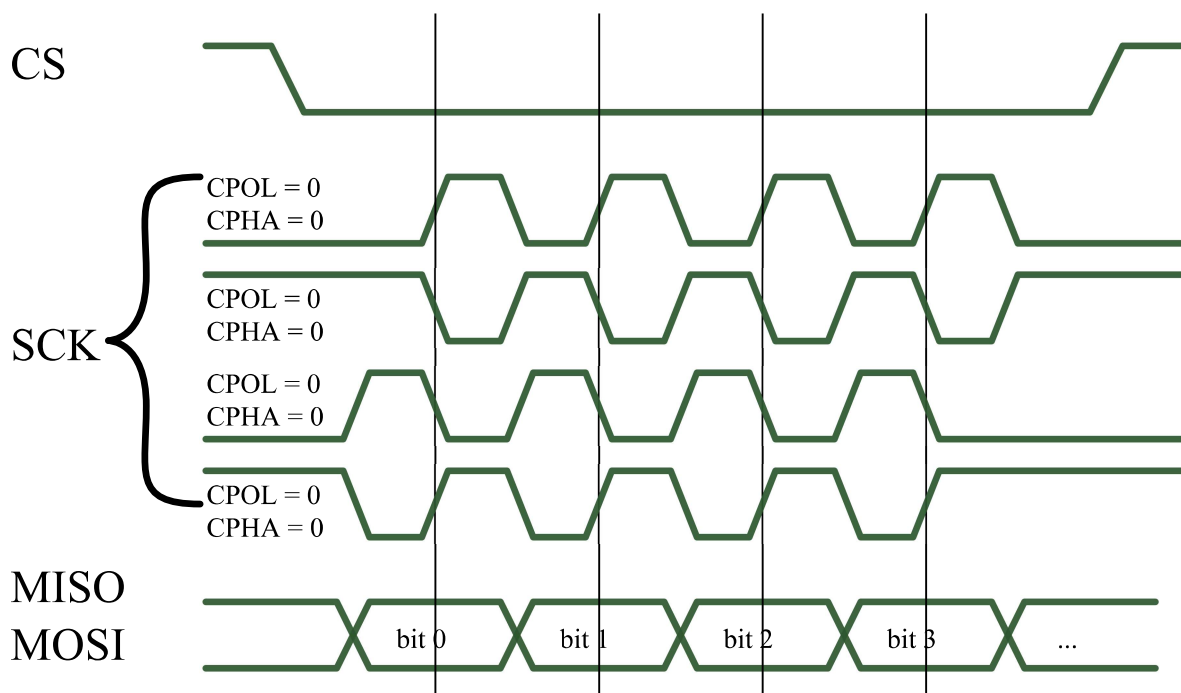 CS
CPOL = 0
CPHA = 0
CPOL = 0
CPHA = 0
SCK
CPOL = 0
CPHA = 0
CPOL = 0
CPHA = 0
MISO
MOSI
bit 0 bit 1 bit 2 bit 3 ...